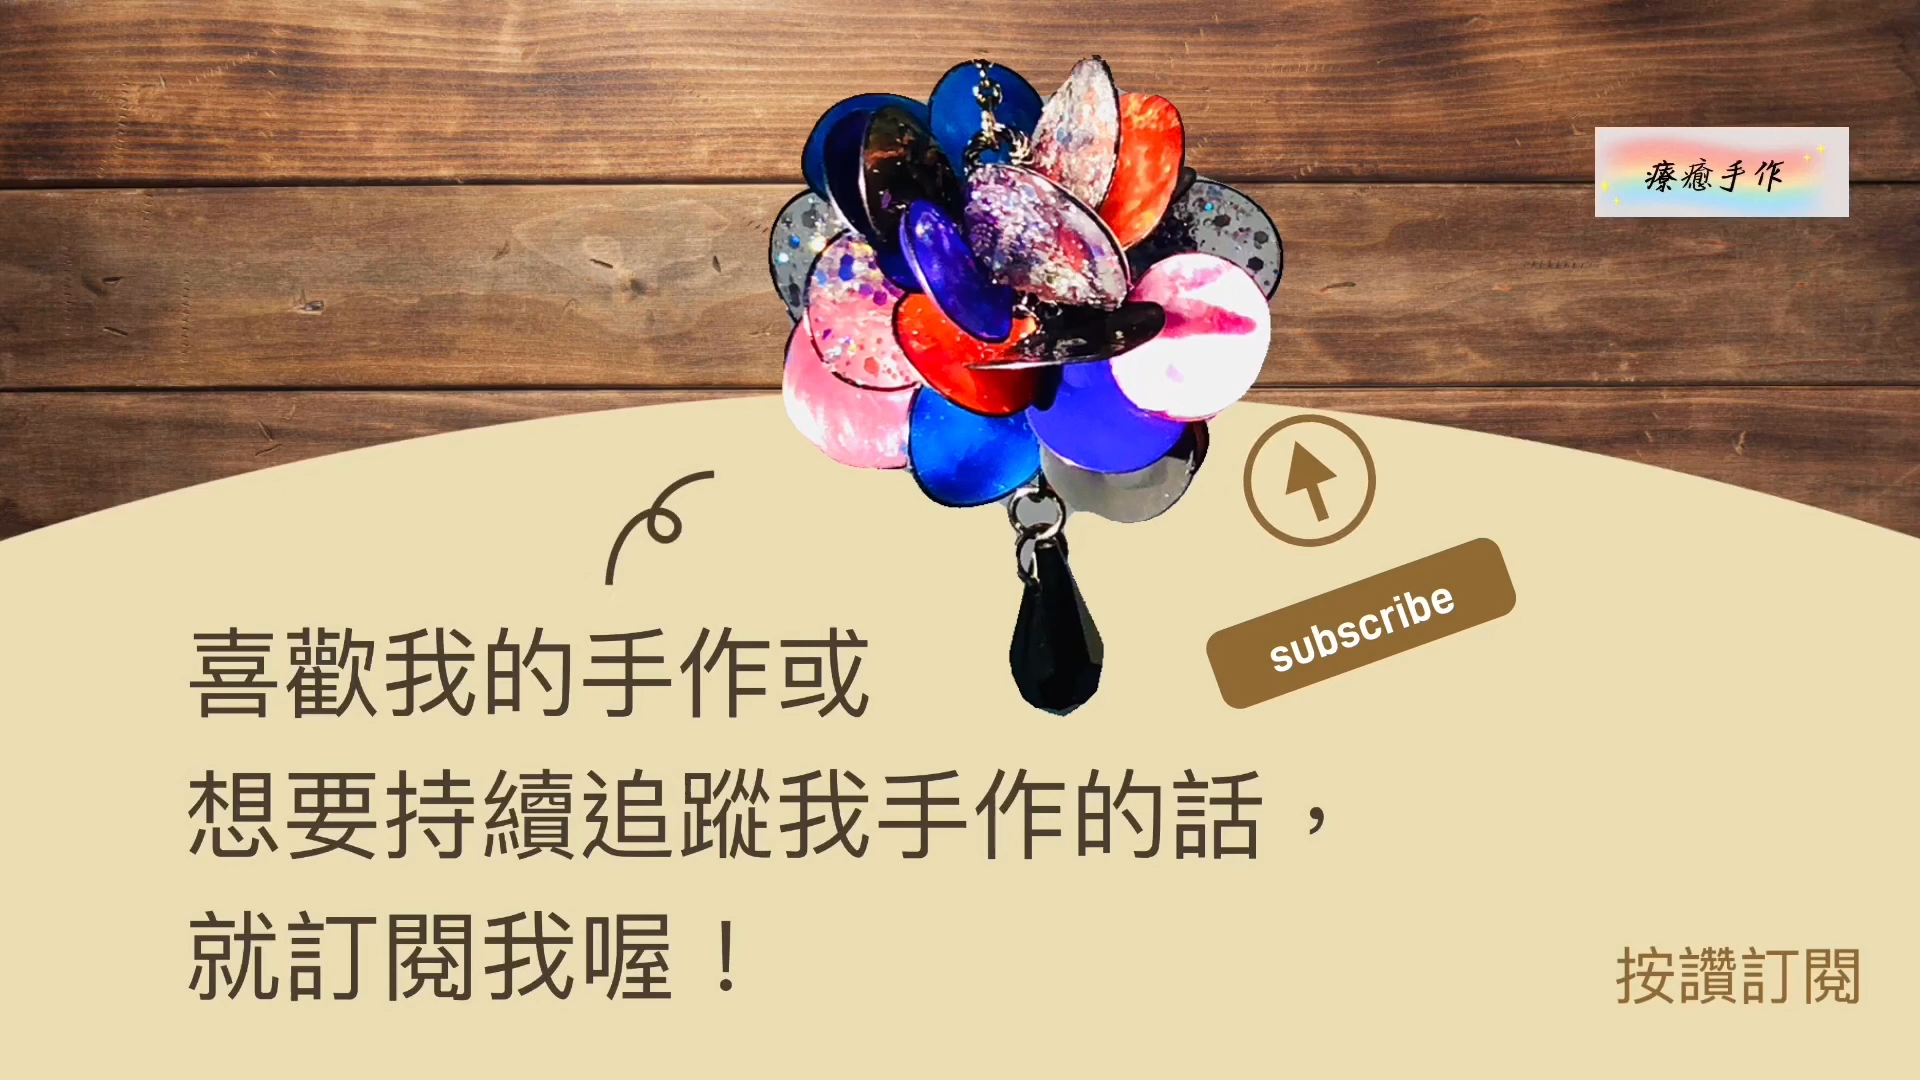 療癒手作
subscribe
喜歡我的手作或
想要持續追蹤我手作的話，
就訂閱我喔！
按讚訂閱